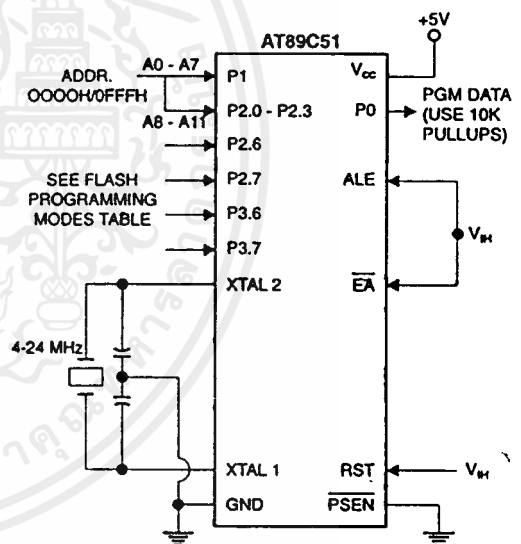 AT89C51
+5V
ADDR.
OOOOH/0FFFH
A0 - A7
P1
Vcc
P2.0 - P2.3
P0
PGM DATA
(USE 10K
PULLUPS)
A8 - A11
P2.6
P2.7
ALE
SEE FLASH
PROGRAMMING
MODES TABLE
P3.6
VIH
P3.7
XTAL 2
EA
4-24 MHz
XTAL 1
RST
VIH
GND
PSEN